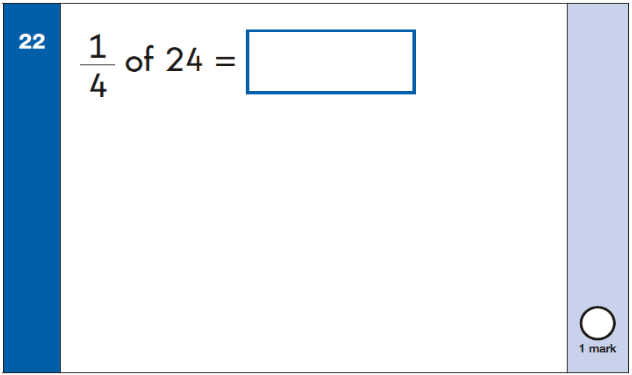 22
1/4 of 24 =
1 mark